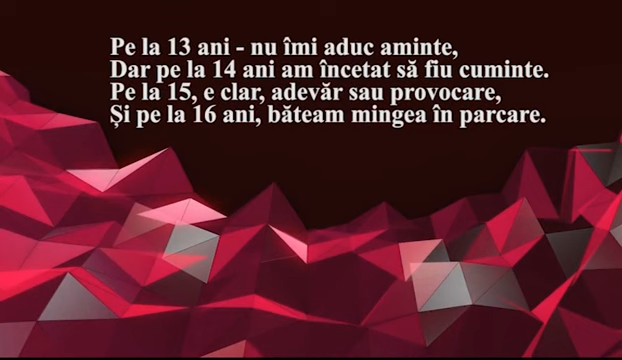 Pe la 13 ani - nu îmi aduc aminte,
Dar pe la 14 ani am încetat să fiu cuminte.
Pe la 15, e clar, adevăr sau provocare,
Și pe la 16 ani, băteam mingea în parcare.